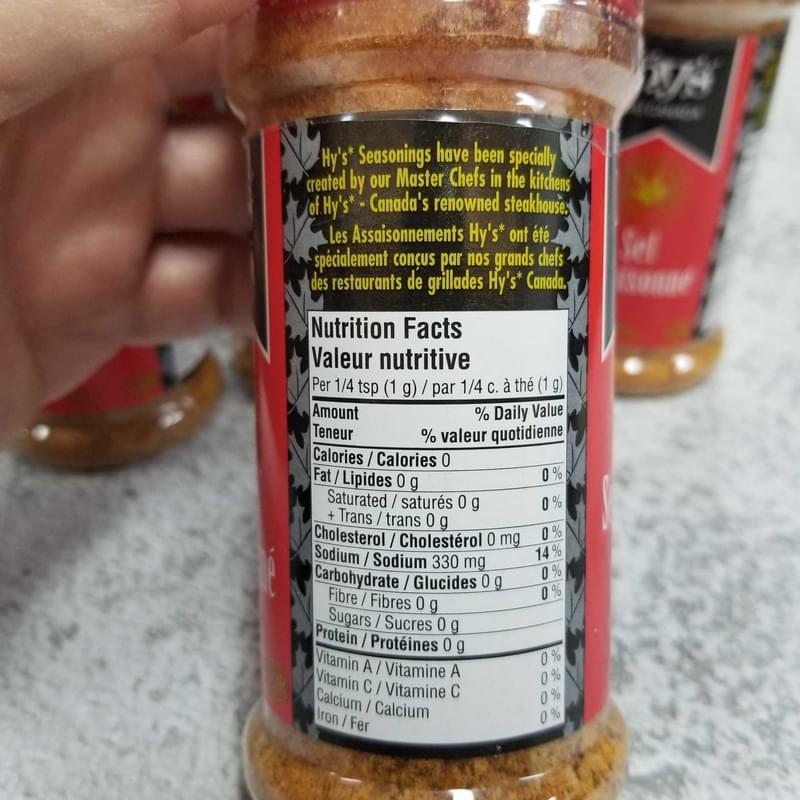 Hy's* Seasonings have been specially
created by our Master Chefs in the kitchens
of Hy's* - Canada's renowned steakhouse.
Les Assaisonnements Hy's* ont été
spécialement conçus par nos grands chefs
des restaurants de grillades Hy's* Canada.
Nutrition Facts
Valeur nutritive
Per 1/4 tsp (1 g) / par 1/4 c. à thé (1 g)
Amount % Daily Value
Teneur % valeur quotidienne
Calories / Calories 0
Fat / Lipides 0 g 0 %
Saturated / saturés 0 g 0 %
+ Trans / trans 0 g
Cholesterol / Cholestérol 0 mg 0 %
Sodium / Sodium 330 mg 14 %
Carbohydrate / Glucides 0 g 0 %
Fibre / Fibres 0 g 0 %
Sugars / Sucres 0 g
Protein / Protéines 0 g
Vitamin A / Vitamine A 0 %
Vitamin C / Vitamine C 0 %
Calcium / Calcium 0 %
Iron / Fer 0 %
hy's
Sel